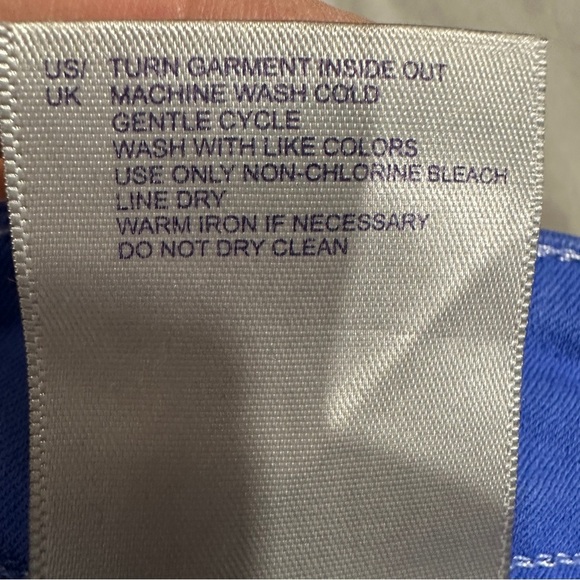 US/ TURN GARMENT INSIDE OUT
UK MACHINE WASH COLD
GENTLE CYCLE
WASH WITH LIKE COLORS
USE ONLY NON-CHLORINE BLEACH
LINE DRY
WARM IRON IF NECESSARY
DO NOT DRY CLEAN